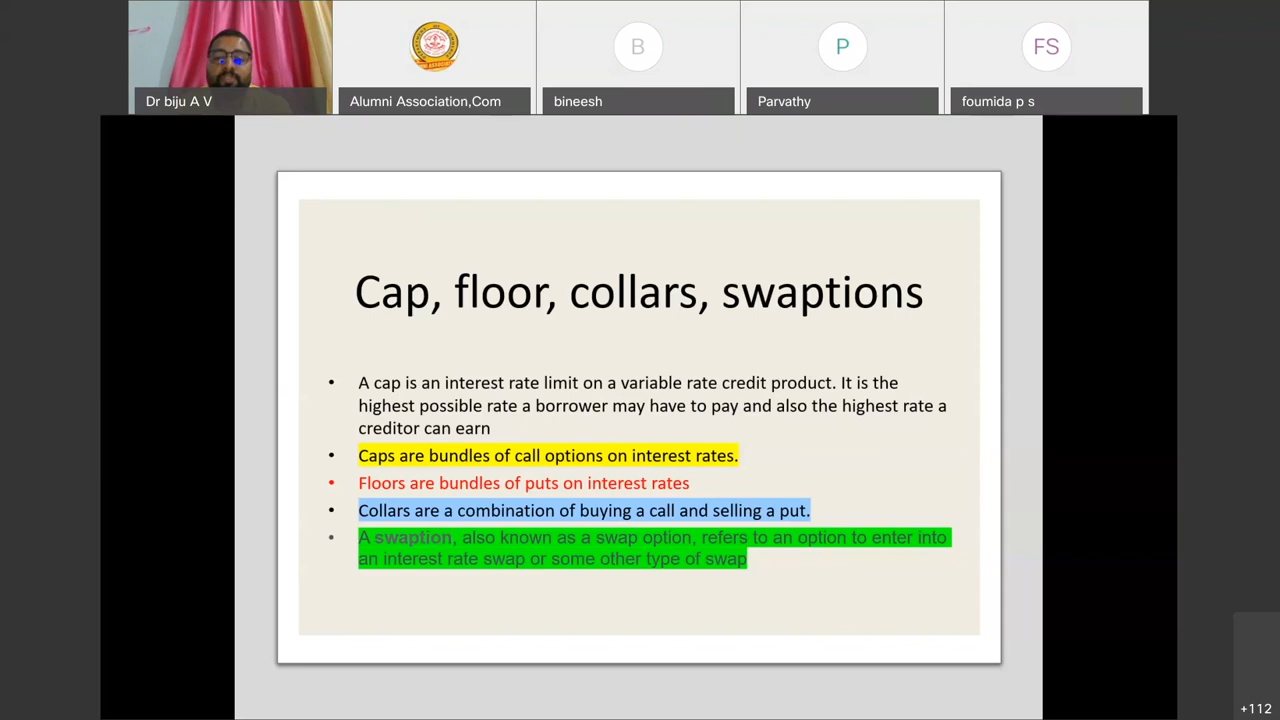 B
P
FS
Dr biju A V
Alumni Association,Com
bineesh
Parvathy
foumida p s
Cap, floor, collars, swaptions
• A cap is an interest rate limit on a variable rate credit product. It is the
highest possible rate a borrower may have to pay and also the highest rate a
creditor can earn
• Caps are bundles of call options on interest rates.
• Floors are bundles of puts on interest rates
• Collars are a combination of buying a call and selling a put.
• A swaption, also known as a swap option, refers to an option to enter into
an interest rate swap or some other type of swap
+112